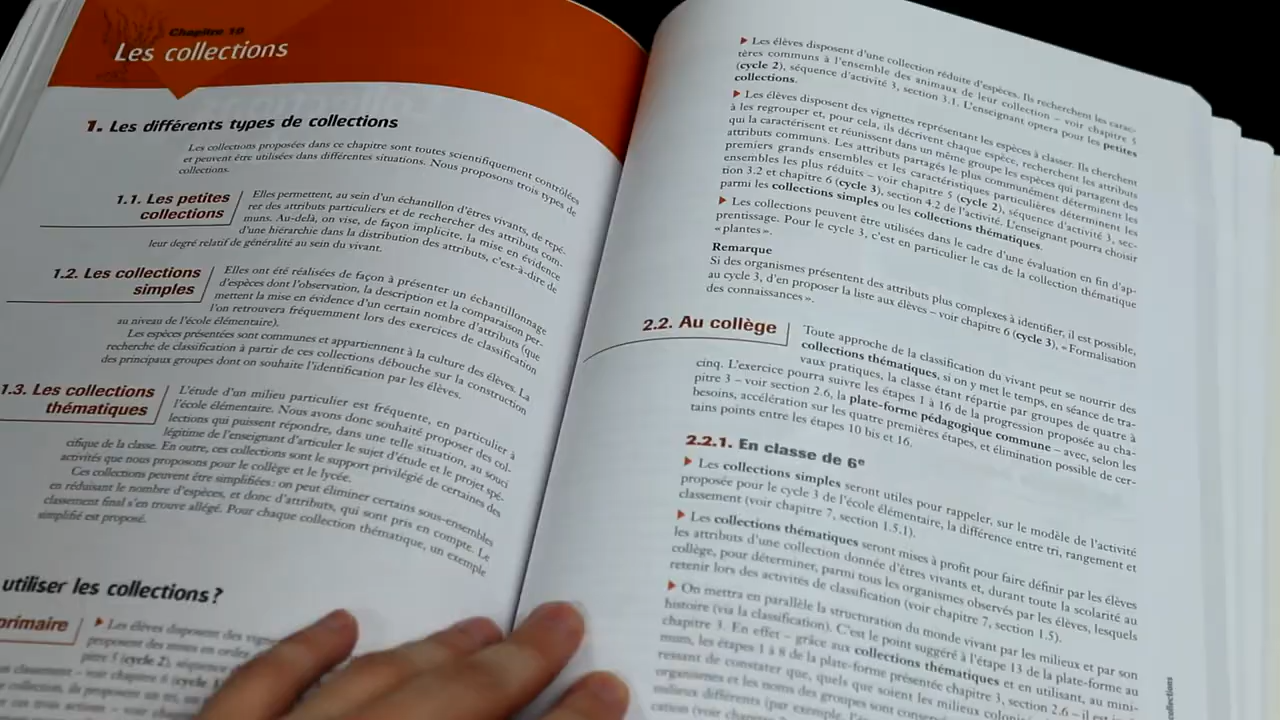 Chapitre 10
Les collections
1. Les différents types de collections
Les collections proposées dans ce chapitre sont toutes scientifiquement contrôlées
et peuvent être utilisées dans différentes situations. Nous proposons trois types de
collections.
1.1. Les petites
collections
Elles permettent, au sein d'un échantillon d'êtres vivants, de repé-
rer des attributs particuliers et de rechercher des attributs com-
muns. Au-delà, on vise, de façon implicite, la mise en évidence
d'une hiérarchie dans la distribution des attributs, c'est-à-dire de
leur degré relatif de généralité au sein du vivant.
1.2. Les collections
simples
Elles ont été réalisées de façon à présenter un échantillonnage
d'espèces dont l'observation, la description et la comparaison per-
mettent la mise en évidence d'un certain nombre d'attributs (que
l'on retrouvera fréquemment lors des exercices de classification
au niveau de l'école élémentaire).
Les espèces présentées sont communes et appartiennent à la culture des élèves. La
recherche de classification à partir de ces collections débouche sur la construction
des principaux groupes dont on souhaite l'identification par les élèves.
1.3. Les collections
thématiques
L'étude d'un milieu particulier est fréquente, en particulier à
l'école élémentaire. Nous avons donc souhaité proposer des col-
lections qui puissent répondre, dans une telle situation, au souci
légitime de l'enseignant d'articuler le sujet d'étude et le projet spé-
cifique de la classe. En outre, ces collections sont le support privilégié de certaines des
activités que nous proposons pour le collège et le lycée.
Ces collections peuvent être simplifiées : on peut éliminer certains sous-ensembles
en réduisant le nombre d'espèces, et donc d'attributs, qui sont pris en compte. Le
classement final s'en trouve allégé. Pour chaque collection thématique, un exemple
simplifié est proposé.
utiliser les collections ?
primaire
▶ Les élèves disposent des
proposent des mises en ordre
(cycle 2), séquence
classement – voir chapitre 6 (cycle
collection, ils proposent un tri, un
▶ Les élèves disposent d'une collection réduite d'espèces. Ils recherchent les carac-
tères communs à l'ensemble des animaux de leur collection – voir chapitre 5
(cycle 2), séquence d'activité 3, section 3.1. L'enseignant optera pour les petites
collections.
▶ Les élèves disposent des vignettes représentant les espèces à classer. Ils cherchent
à les regrouper et, pour cela, ils décrivent chaque espèce, recherchent les attributs
qui la caractérisent et réunissent dans un même groupe les espèces qui partagent des
attributs communs. Les attributs partagés le plus communément déterminent les
premiers grands ensembles et les caractéristiques particulières déterminent les
ensembles les plus réduits – voir chapitre 5 (cycle 2), séquence d'activité 3, sec-
tion 3.2 et chapitre 6 (cycle 3), section 4.2 de l'activité. L'enseignant pourra choisir
parmi les collections simples ou les collections thématiques.
▶ Les collections peuvent être utilisées dans le cadre d'une évaluation en fin d'ap-
prentissage. Pour le cycle 3, c'est en particulier le cas de la collection thématique
« plantes ».
Remarque
Si des organismes présentent des attributs plus complexes à identifier, il est possible,
au cycle 3, d'en proposer la liste aux élèves – voir chapitre 6 (cycle 3), « Formalisation
des connaissances ».
2.2. Au collège
Toute approche de la classification du vivant peut se nourrir des
collections thématiques, si on y met le temps, en séance de tra-
vaux pratiques, la classe étant répartie par groupes de quatre à
cinq. L'exercice pourra suivre les étapes 1 à 16 de la progression proposée au cha-
pitre 3 – voir section 2.6, la plate-forme pédagogique commune – avec, selon les
besoins, accélération sur les quatre premières étapes, et élimination possible de cer-
tains points entre les étapes 10 bis et 16.
2.2.1. En classe de 6e
▶ Les collections simples seront utiles pour rappeler, sur le modèle de l'activité
proposée pour le cycle 3 de l'école élémentaire, la différence entre tri, rangement et
classement (voir chapitre 7, section 1.5.1).
▶ Les collections thématiques seront mises à profit pour faire définir par les élèves
les attributs d'une collection donnée d'êtres vivants et, durant toute la scolarité au
collège, pour déterminer, parmi tous les organismes observés par les élèves, lesquels
retenir lors des activités de classification (voir chapitre 7, section 1.5).
▶ On mettra en parallèle la structuration du monde vivant par les milieux et par son
histoire (via la classification). C'est le point suggéré à l'étape 13 de la plate-forme au
chapitre 3. En effet – grâce aux collections thématiques et en utilisant, au mini-
mum, les étapes 1 à 8 de la plate-forme présentée chapitre 3, section 2.6 – il est
ressant de constater que, quels que soient les milieux
organismes et les noms des groupes sont
milieux différents (par exemple,
cation (voir
collections